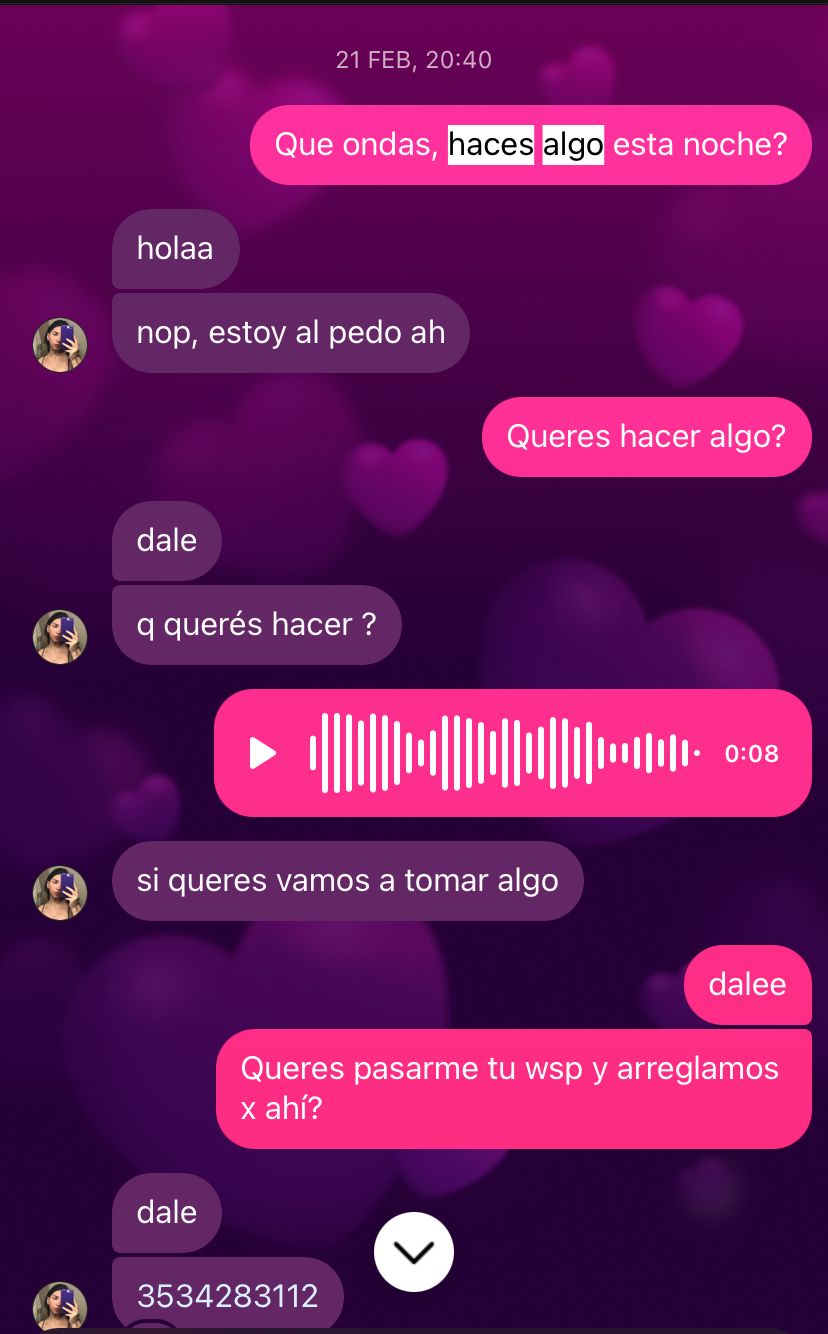 21 FEB, 20:40
Que ondas, haces algo esta noche?
holaa
nop, estoy al pedo ah
Queres hacer algo?
dale
q querés hacer ?
0:08
si queres vamos a tomar algo
dalee
Queres pasarme tu wsp y arreglamos
x ahí?
dale
3534283112